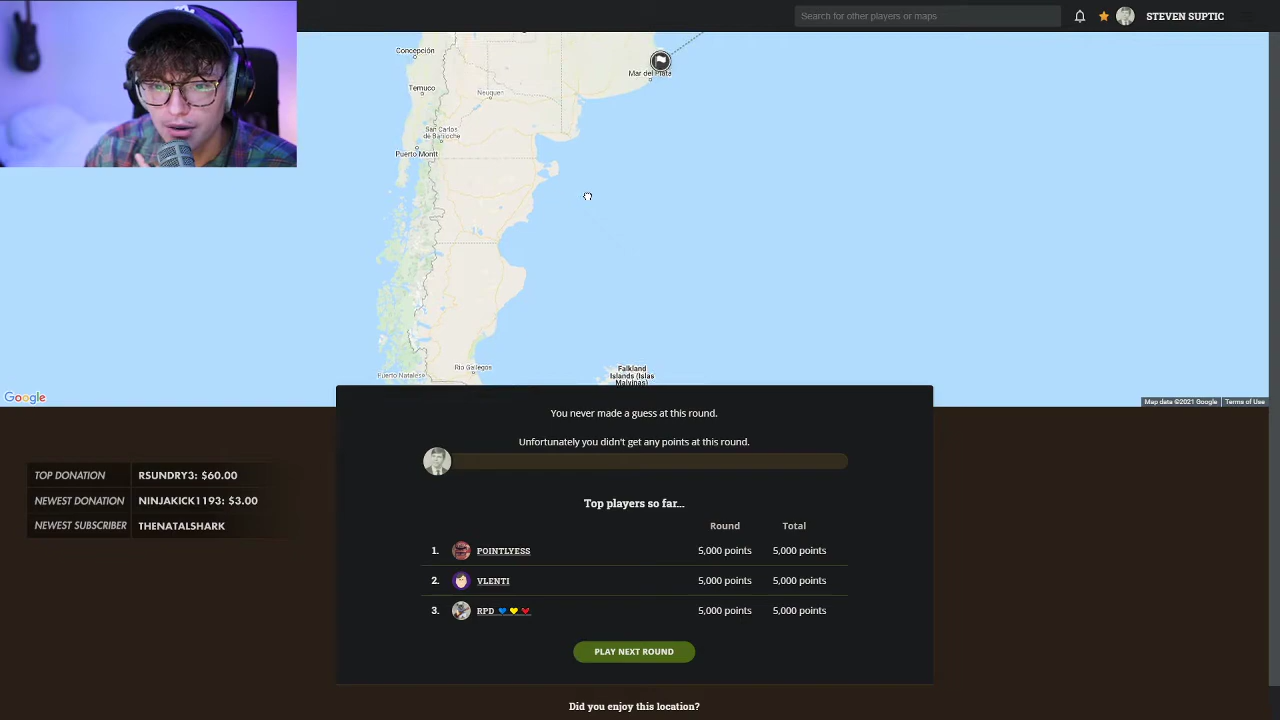 Search for other players or maps
STEVEN SUPTIC
Concepción
Mar del Plata
Temuco
Neuquen
San Carlos
de Bariloche
Puerto Montt
Rio Gallegos
Puerto Natales
Falkland
Islands (Islas
Malvinas)
Google
Map data ©2021 Google
Terms of Use
You never made a guess at this round.
Unfortunately you didn't get any points at this round.
TOP DONATION RSUNDRY3: $60.00
NEWEST DONATION NINJAKICK1193: $3.00
NEWEST SUBSCRIBER THENATALSHARK
Top players so far...
Round Total
1. POINTLYESS 5,000 points 5,000 points
2. VLENTI 5,000 points 5,000 points
3. RPD 💙 💛 ❤️ 5,000 points 5,000 points
PLAY NEXT ROUND
Did you enjoy this location?